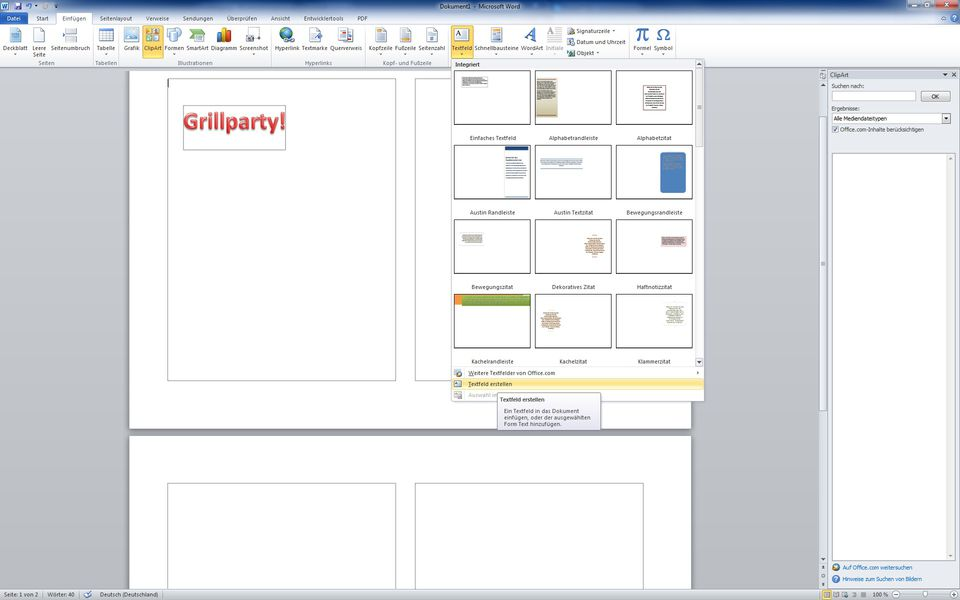 Dokument1 - Microsoft Word
Datei Start Einfügen Seitenlayout Verweise Sendungen Überprüfen Ansicht Entwicklertools PDF
Deckblatt Leere Seite Seitenumbruch Tabelle Grafik ClipArt Formen SmartArt Diagramm Screenshot Hyperlink Textmarke Querverweis Kopfzeile Fußzeile Seitenzahl Textfeld Schnellbausteine WordArt Initiale Signaturzeile Datum und Uhrzeit Objekt Formel Symbol
Seiten Tabellen Illustrationen Hyperlinks Kopf- und Fußzeile
Integriert
Einfaches Textfeld Alphabetrandleiste Alphabetzitat
Austin Randleiste Austin Textzitat Bewegungsrandleiste
Bewegungszitat Dekoratives Zitat Haftnotizzitat
Kachelrandleiste Kachelzitat Klammerzitat
Weitere Textfelder von Office.com
Textfeld erstellen
Textfeld erstellen
Ein Textfeld in das Dokument
einfügen, oder der ausgewählten
Form Text hinzufügen.
Grillparty!
ClipArt
Suchen nach:
OK
Ergebnisse:
Alle Mediendateitypen
Office.com-Inhalte berücksichtigen
Auf Office.com weitersuchen
Hinweise zum Suchen von Bildern
Seite: 1 von 2 Wörter: 40 Deutsch (Deutschland) 100 %